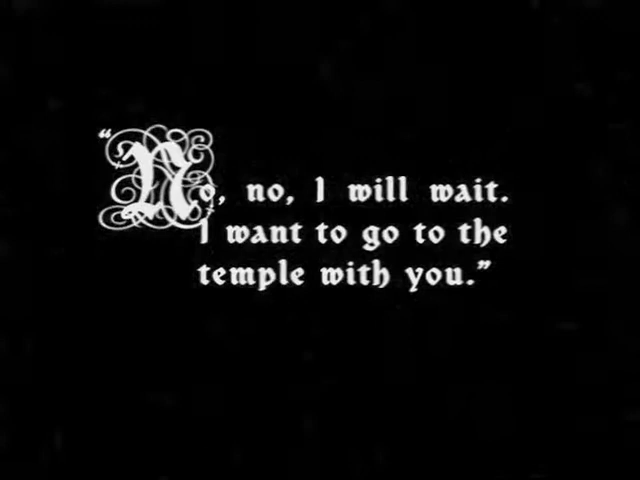 “No, no, I will wait.
I want to go to the
temple with you.”